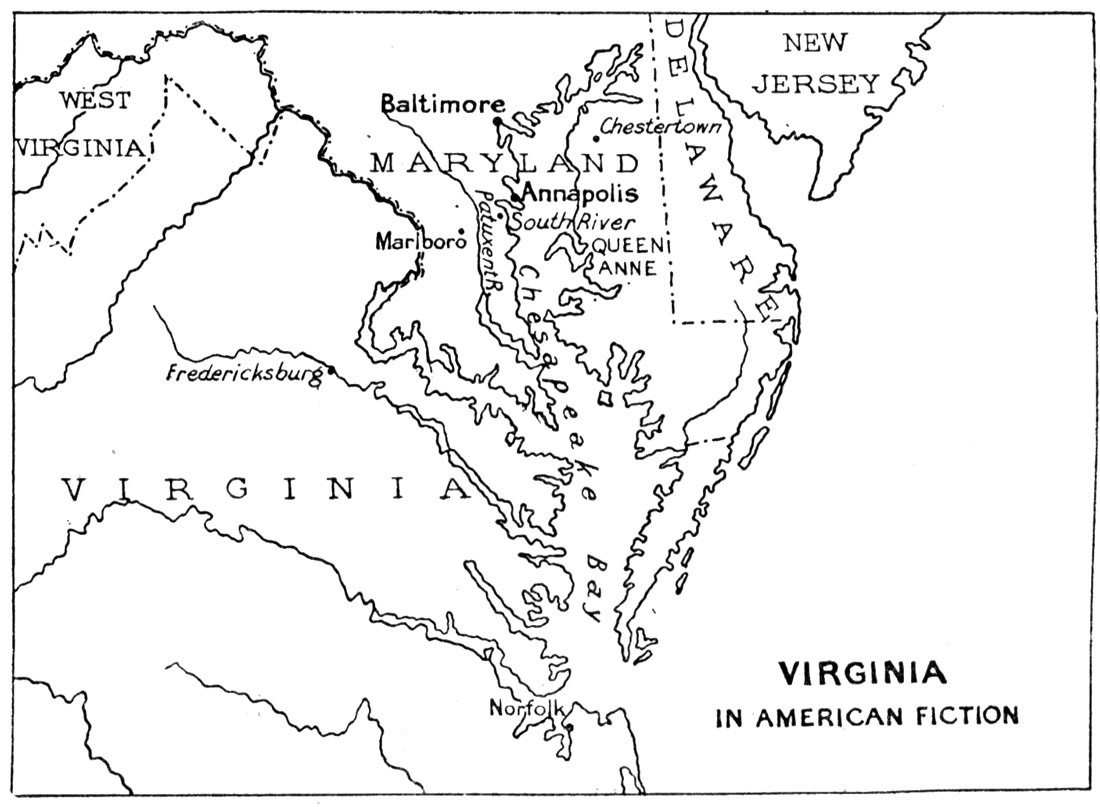 NEW
JERSEY
DELAWARE
WEST
VIRGINIA
Baltimore
Chestertown
MARYLAND
Annapolis
Patuxent R.
South River
Marlboro
QUEEN
ANNE
Chesapeake Bay
Fredericksburg
VIRGINIA
Norfolk
VIRGINIA
IN AMERICAN FICTION